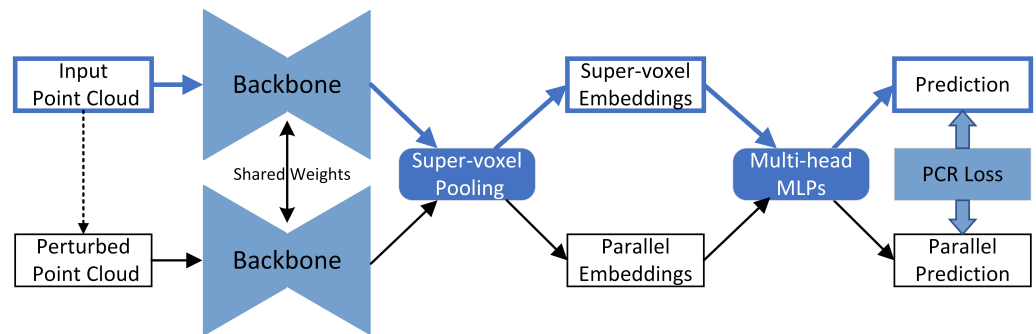 Input
Point Cloud
Backbone
Super-voxel
Embeddings
Prediction
Shared Weights
Super-voxel
Pooling
Multi-head
MLPs
PCR Loss
Perturbed
Point Cloud
Backbone
Parallel
Embeddings
Parallel
Prediction